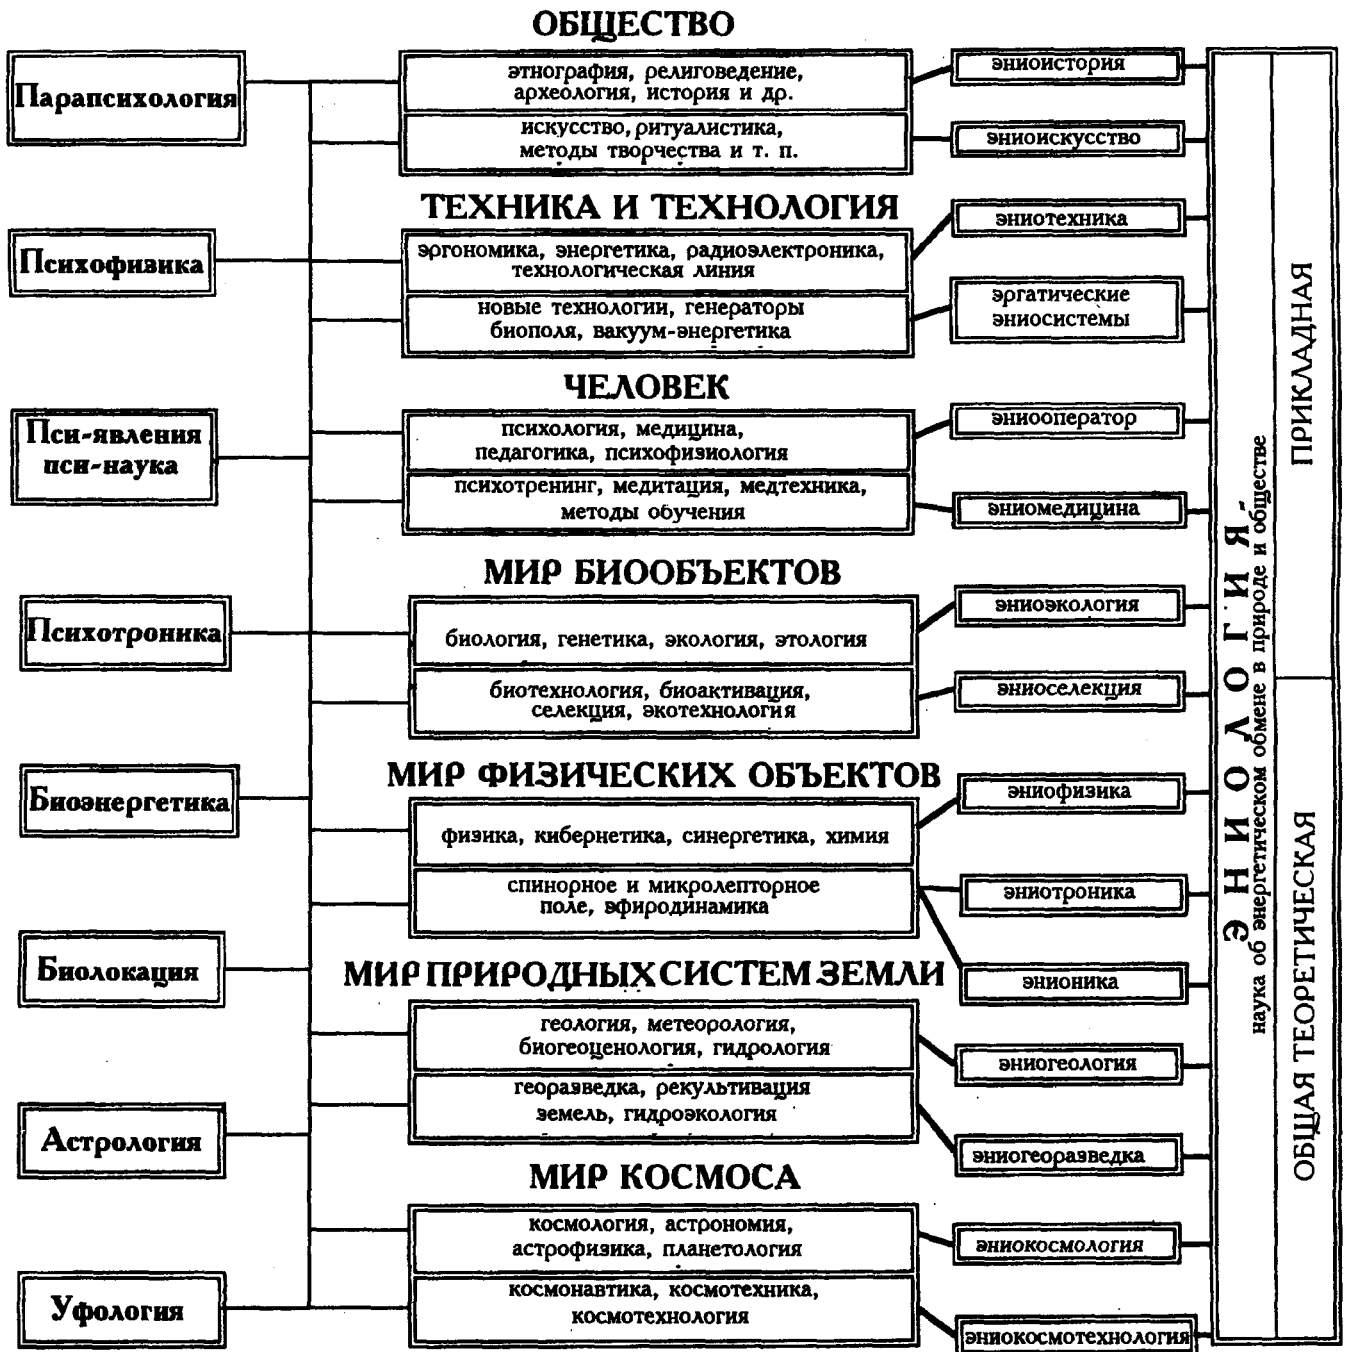 Парапсихология
Психофизика
Пси-явления
пси-наука
Психотроника
Биоэнергетика
Биолокация
Астрология
Уфология
ОБЩЕСТВО
этнография, религоведение,
археология, история и др.
искусство, ритуалистика,
методы творчества и т. п.
ТЕХНИКА И ТЕХНОЛОГИЯ
эргономика, энергетика, радиоэлектроника,
технологическая линия
новые технологии, генераторы
биополя, вакуум-энергетика
ЧЕЛОВЕК
психология, медицина,
педагогика, психофизиология
психотренинг, медитация, медтехника,
методы обучения
МИР БИООБЪЕКТОВ
биология, генетика, экология, этология
биотехнология, биоактивация,
селекция, экотехнология
МИР ФИЗИЧЕСКИХ ОБЪЕКТОВ
физика, кибернетика, синергетика, химия
спинорное и микролепторное
поле, эфиродинамика
МИР ПРИРОДНЫХ СИСТЕМ ЗЕМЛИ
геология, метеорология,
биогеоценология, гидрология
георазведка, рекультивация
земель, гидроэкология
МИР КОСМОСА
космология, астрономия,
астрофизика, планетология
космонавтика, космотехника,
космотехнология
эниоистория
эниоискусство
эниотехника
эргатические
эниосистемы
эниооператор
эниомедицина
эниоэкология
эниоселекция
эниофизика
эниотроника
энионика
эниогеология
эниогеоразведка
эниокосмология
эниокосмотехнология
ЭНИОЛОГИЯ-
наука об энергетическом обмене в природе и обществе
ПРИКЛАДНАЯ
ОБЩАЯ ТЕОРЕТИЧЕСКАЯ